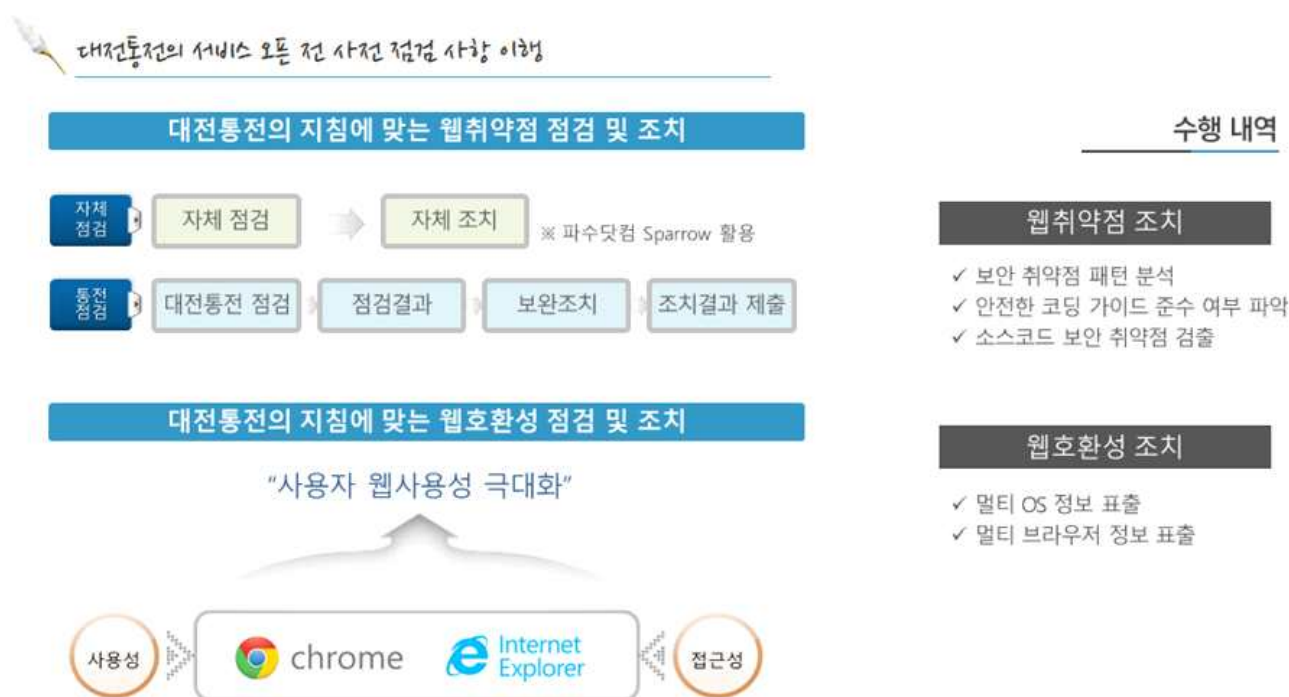 대전통전의 서비스 오픈 전 사전 점검 사항 이행
대전통전의 지침에 맞는 웹취약점 점검 및 조치
자체
점검
자체 점검
자체 조치
※ 파수닷컴 Sparrow 활용
통전
점검
대전통전 점검
점검결과
보완조치
조치결과 제출
대전통전의 지침에 맞는 웹호환성 점검 및 조치
“사용자 웹사용성 극대화”
사용성
chrome
Internet
Explorer
접근성
수행 내역
웹취약점 조치
✓ 보안 취약점 패턴 분석
✓ 안전한 코딩 가이드 준수 여부 파악
✓ 소스코드 보안 취약점 검출
웹호환성 조치
✓ 멀티 OS 정보 표출
✓ 멀티 브라우저 정보 표출